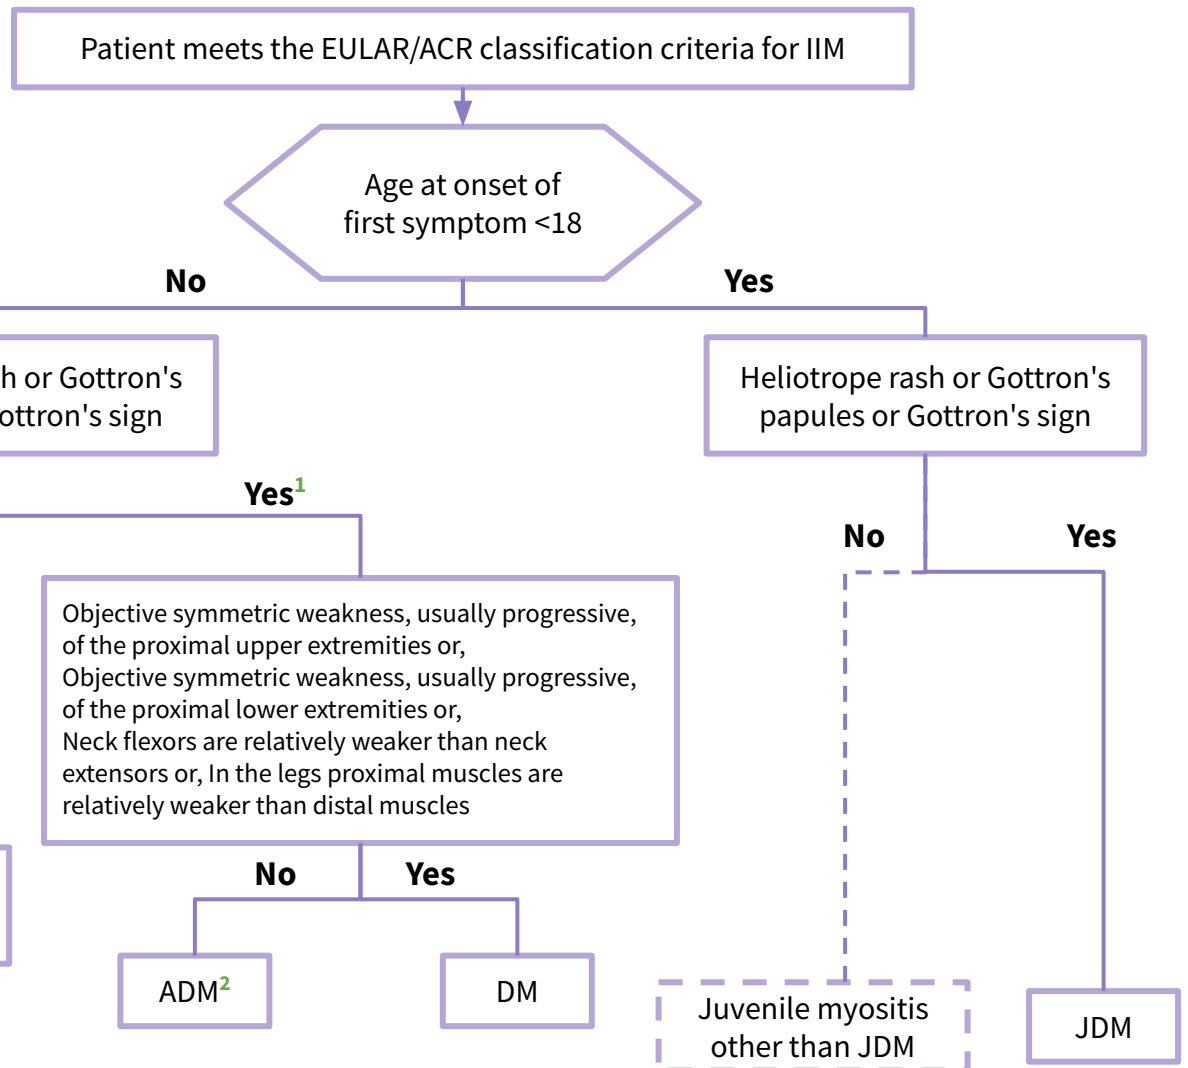 Patient meets the EULAR/ACR classification criteria for IIM
Age at onset of
first symptom <18
No
Yes
h or Gottron's
ottron's sign
Heliotrope rash or Gottron's
papules or Gottron's sign
Yes¹
No
Yes
Objective symmetric weakness, usually progressive,
of the proximal upper extremities or,
Objective symmetric weakness, usually progressive,
of the proximal lower extremities or,
Neck flexors are relatively weaker than neck
extensors or, In the legs proximal muscles are
relatively weaker than distal muscles
No
Yes
ADM²
DM
Juvenile myositis
other than JDM
JDM